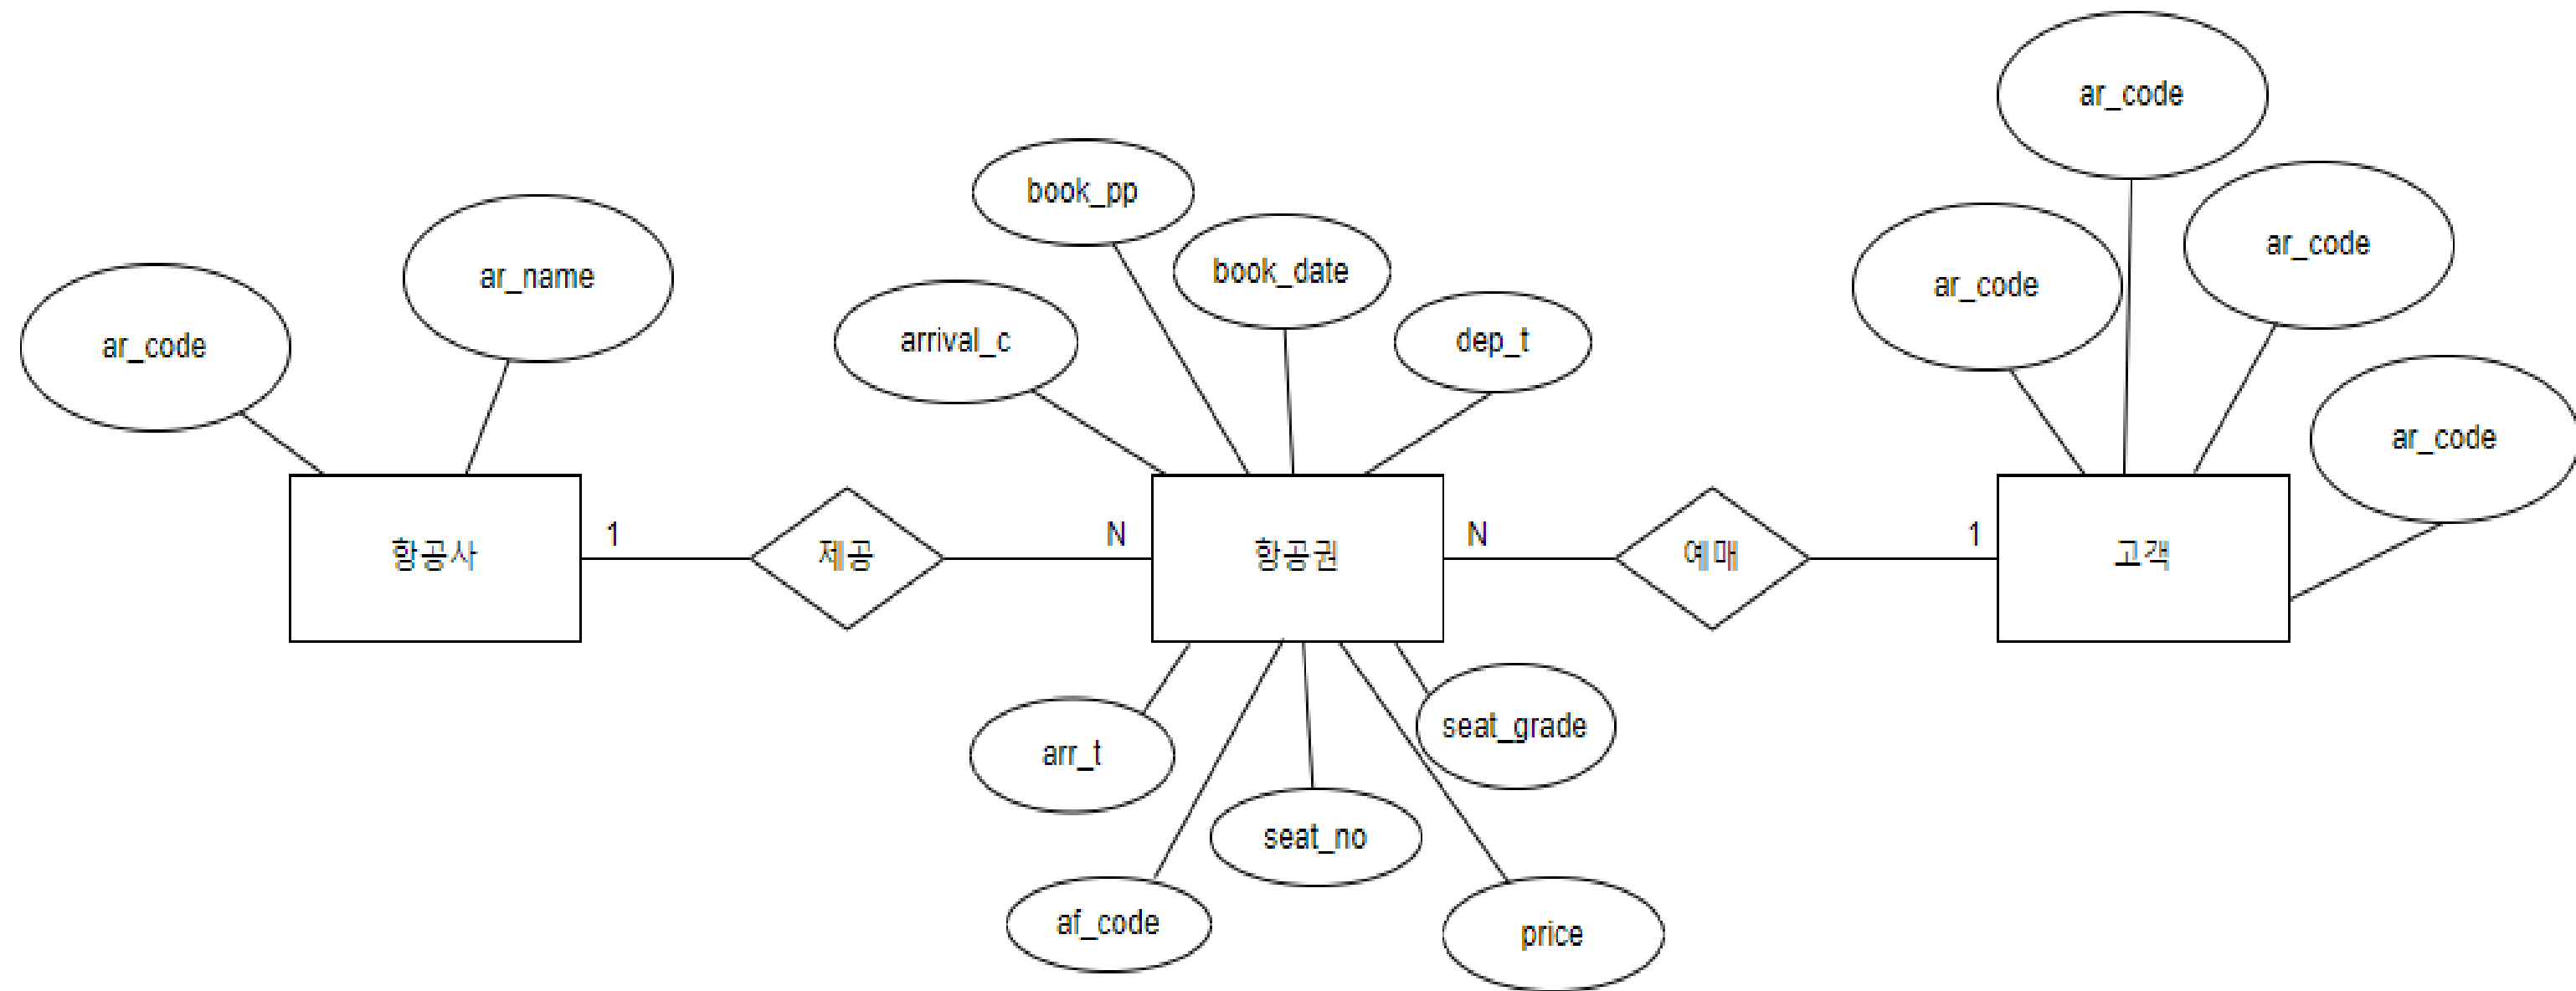 ar_code
book_pp
ar_name
book_date
ar_code
ar_code
ar_code
arrival_c
dep_t
ar_code
1
N
N
1
항공사
제공
항공권
예매
고객
seat_grade
arr_t
seat_no
af_code
price